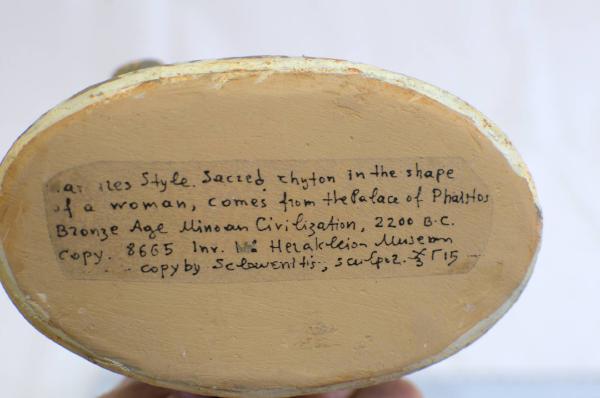 Style. Sacred rhyton in the shape
of a woman, comes from the Palace of Phaistos
Bronze Age Minoan Civilization, 2200 B.C.
Copy. 8665 Inv. Herakleion Museum
copy by sculptor.